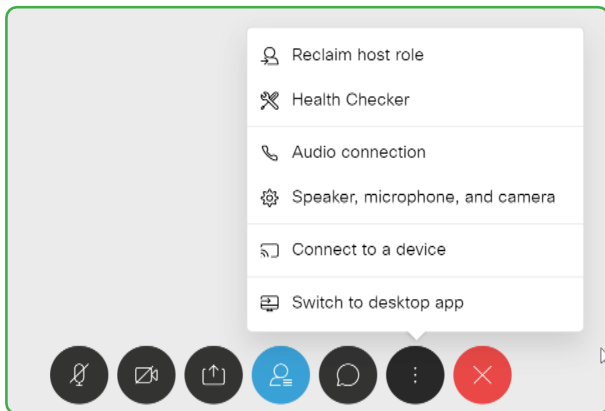 Reclaim host role
Health Checker
Audio connection
Speaker, microphone, and camera
Connect to a device
Switch to desktop app